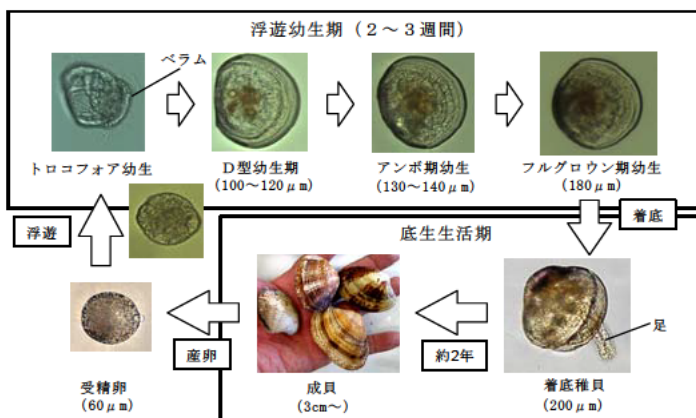 浮遊幼生期（2～3週間）
ベラム
トロコフォア幼生
D型幼生期
(100～120μm)
アンボ期幼生
(130～140μm)
フルグロウン期幼生
(180μm)
浮遊
着底
底生生活期
足
産卵
約2年
受精卵
(60μm)
成貝
(3cm～)
着底稚貝
(200μm)